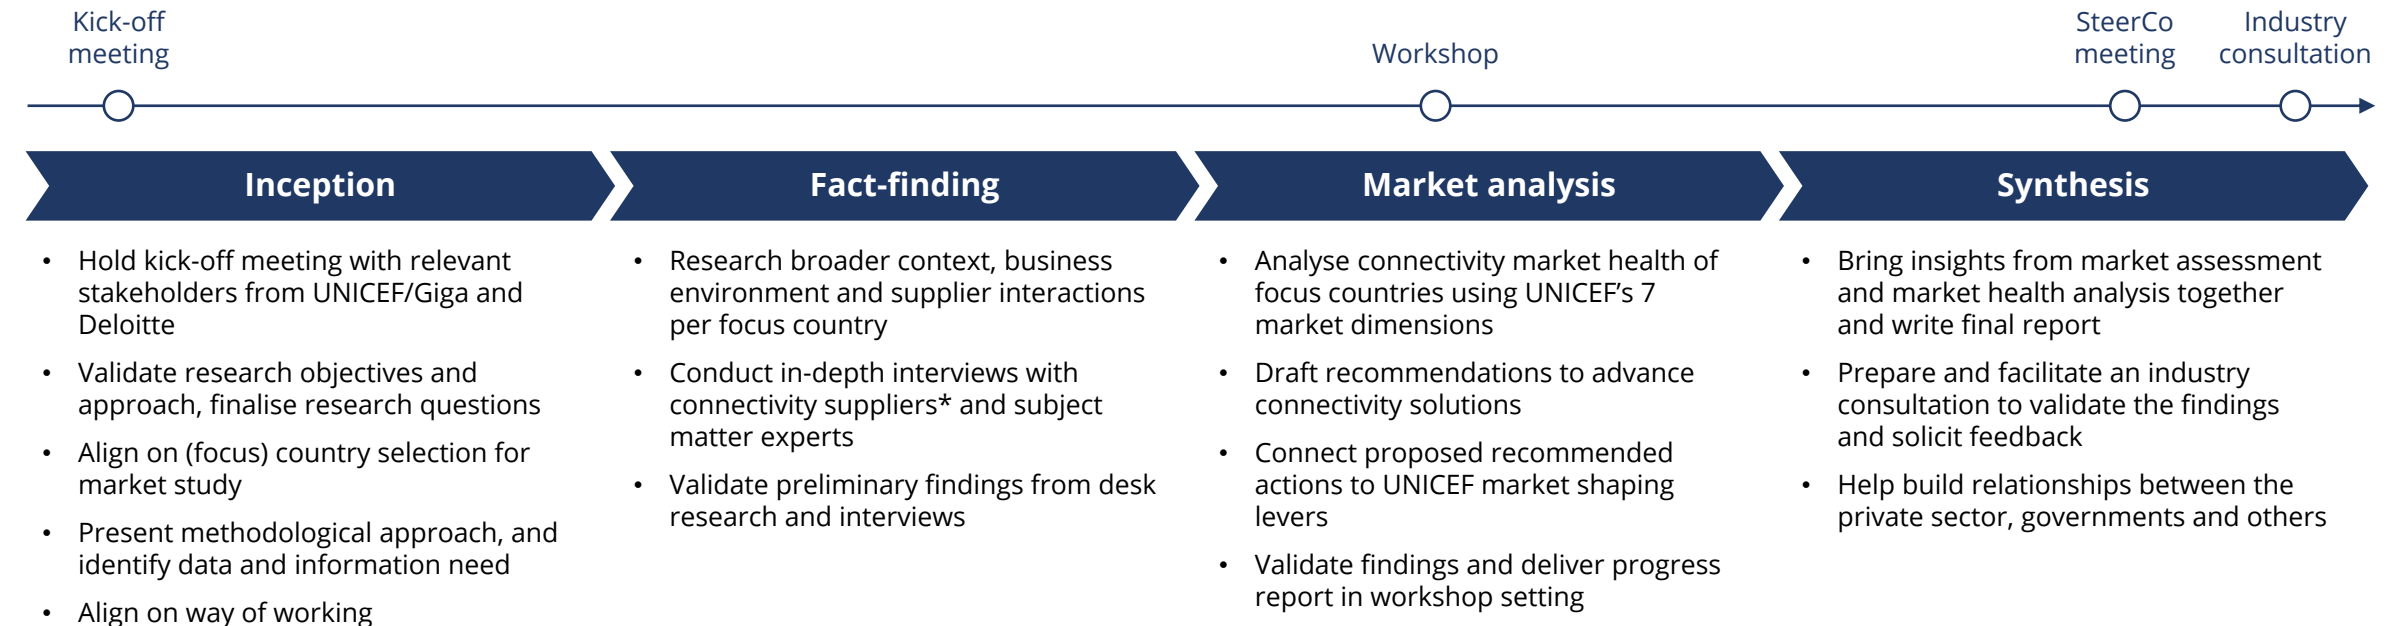 Kick-off
meeting
Workshop
SteerCo
meeting
Industry
consultation
Inception
Fact-finding
Market analysis
Synthesis
• Hold kick-off meeting with relevant
stakeholders from UNICEF/Giga and
Deloitte
• Validate research objectives and
approach, finalise research questions
• Align on (focus) country selection for
market study
• Present methodological approach, and
identify data and information need
• Align on way of working
• Research broader context, business
environment and supplier interactions
per focus country
• Conduct in-depth interviews with
connectivity suppliers* and subject
matter experts
• Validate preliminary findings from desk
research and interviews
• Analyse connectivity market health of
focus countries using UNICEF’s 7
market dimensions
• Draft recommendations to advance
connectivity solutions
• Connect proposed recommended
actions to UNICEF market shaping
levers
• Validate findings and deliver progress
report in workshop setting
• Bring insights from market assessment
and market health analysis together
and write final report
• Prepare and facilitate an industry
consultation to validate the findings
and solicit feedback
• Help build relationships between the
private sector, governments and others